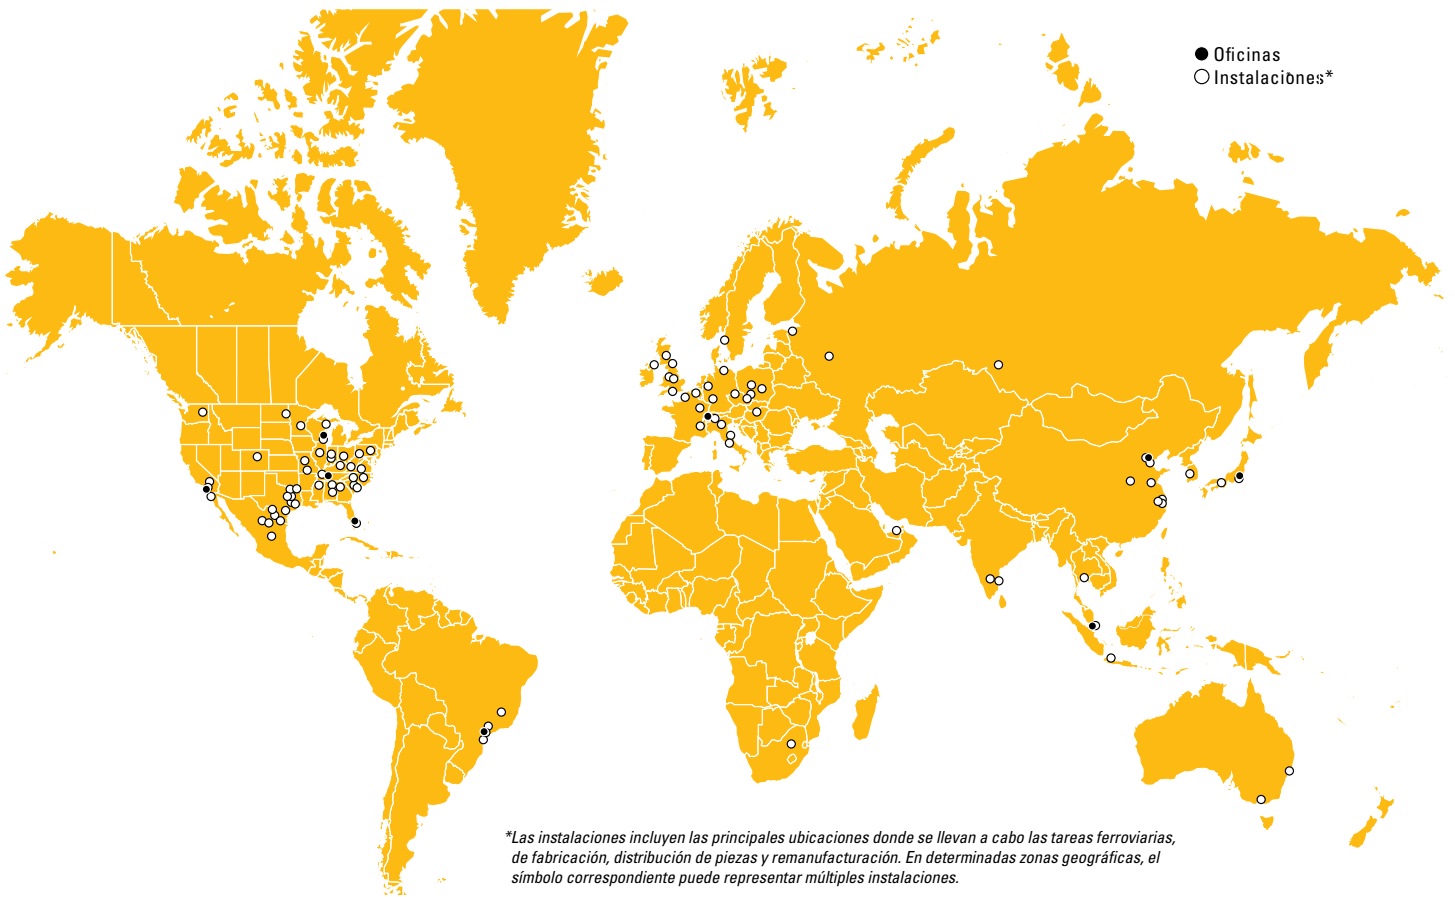 Oficinas
Instalaciones*
*Las instalaciones incluyen las principales ubicaciones donde se llevan a cabo las tareas ferroviarias,
de fabricación, distribución de piezas y remanufacturación. En determinadas zonas geográficas, el
símbolo correspondiente puede representar múltiples instalaciones.